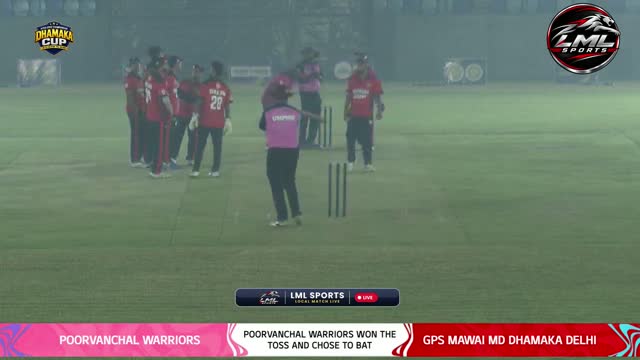 DHAMAKA
CUP
LML
SPORTS
UMPIRE
28
LML SPORTS
LOCAL MATCH LIVE
LIVE
POORVANCHAL WARRIORS
POORVANCHAL WARRIORS WON THE
TOSS AND CHOSE TO BAT
GPS MAWAI MD DHAMAKA DELHI